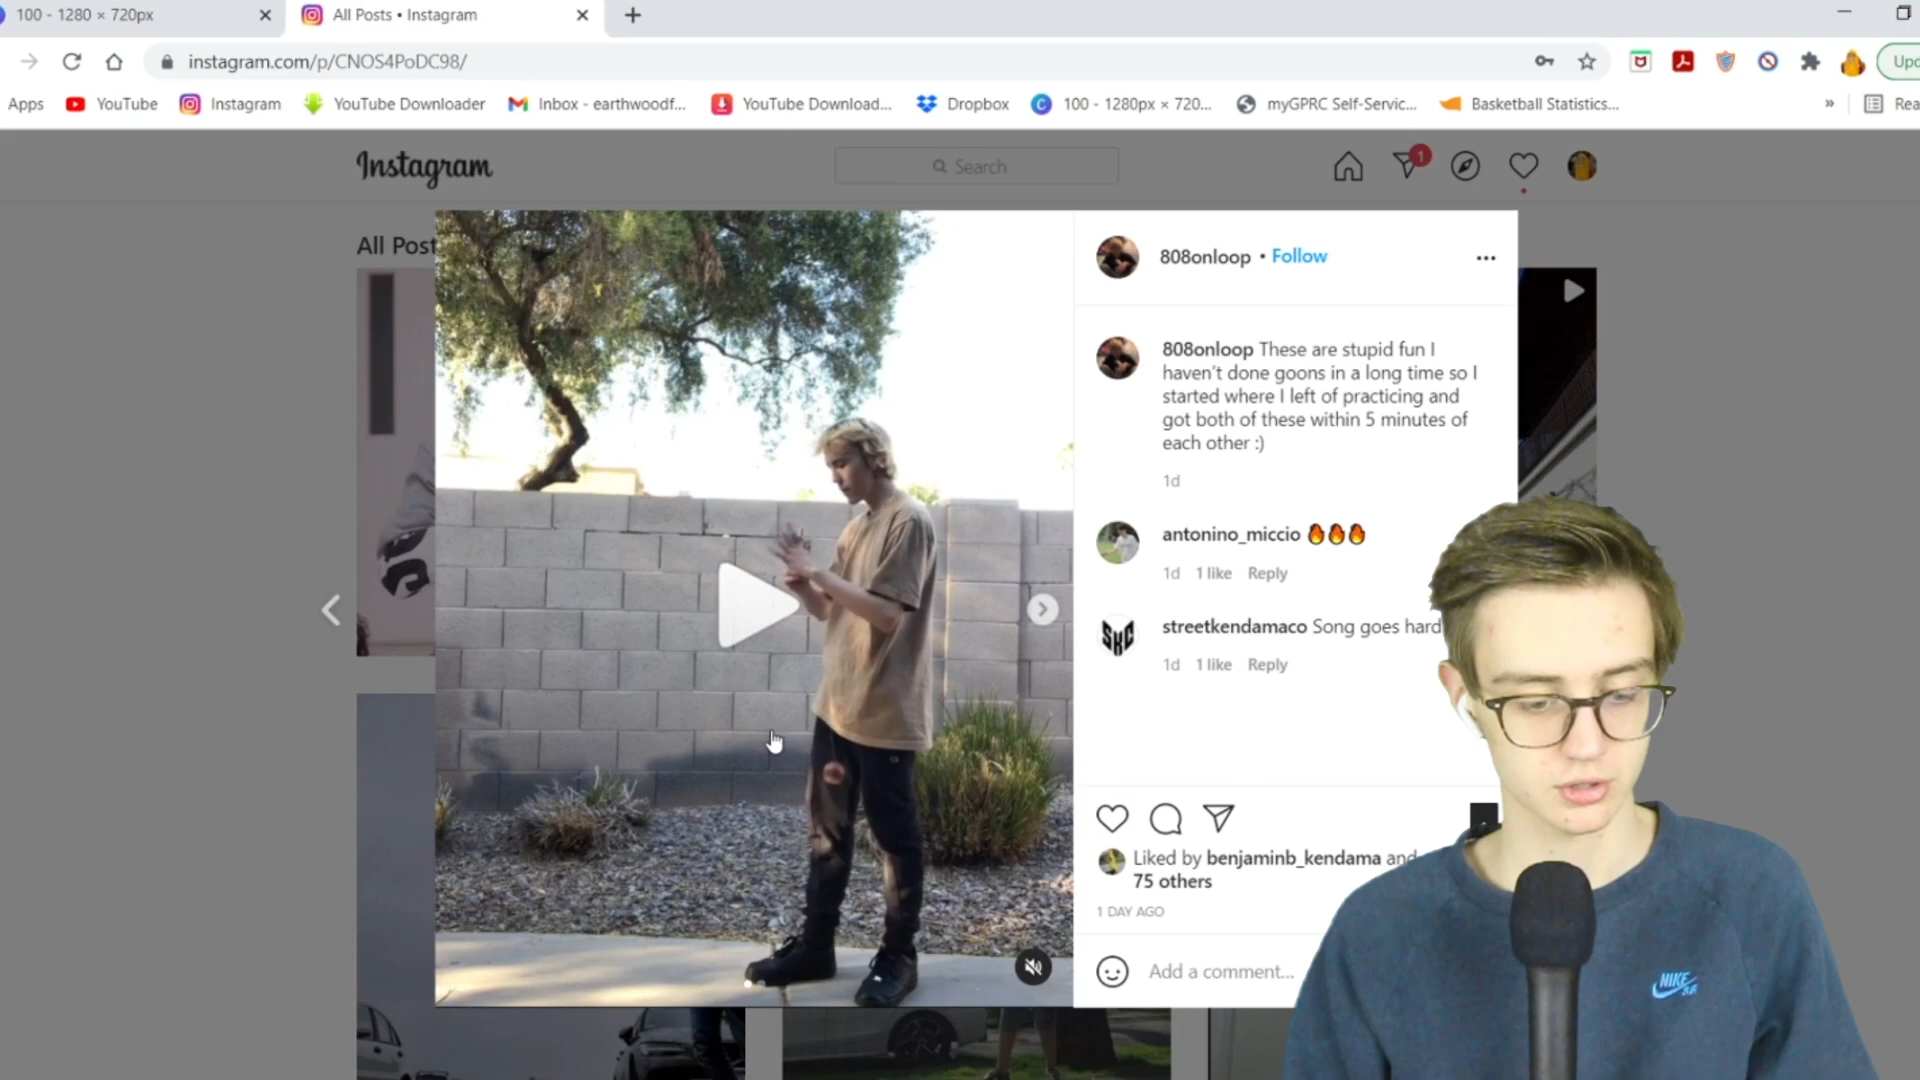 100 - 1280 × 720px
All Posts • Instagram
instagram.com/p/CNOS4PoDC98/
Apps YouTube Instagram YouTube Downloader Inbox - earthwoodf... YouTube Download... Dropbox 100 - 1280px × 720... myGPRC Self-Servic... Basketball Statistics... »
Instagram
Search
1
All Post
808onloop • Follow
808onloop These are stupid fun I
haven't done goons in a long time so I
started where I left of practicing and
got both of these within 5 minutes of
each other :)
1d
antonino_miccio 🔥🔥🔥
1d 1 like Reply
SKC
streetkendamaco Song goes hard
1d 1 like Reply
Liked by benjaminb_kendama and
75 others
1 DAY AGO
Add a comment...
NIKE